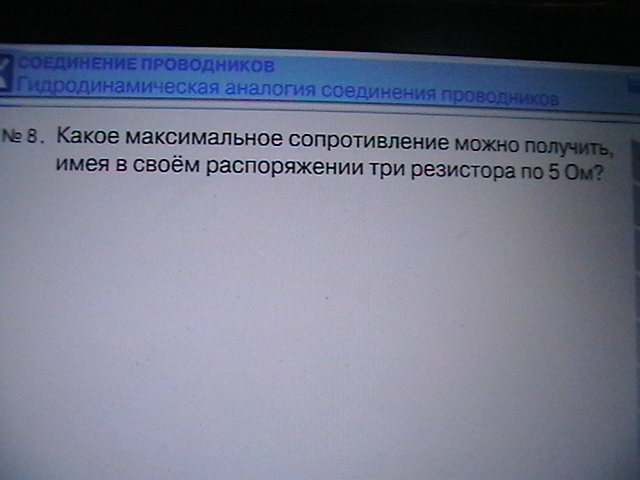 СОЕДИНЕНИЕ ПРОВОДНИКОВ
Гидродинамическая аналогия соединения проводников
№ 8. Какое максимальное сопротивление можно получить,
имея в своём распоряжении три резистора по 5 Ом?